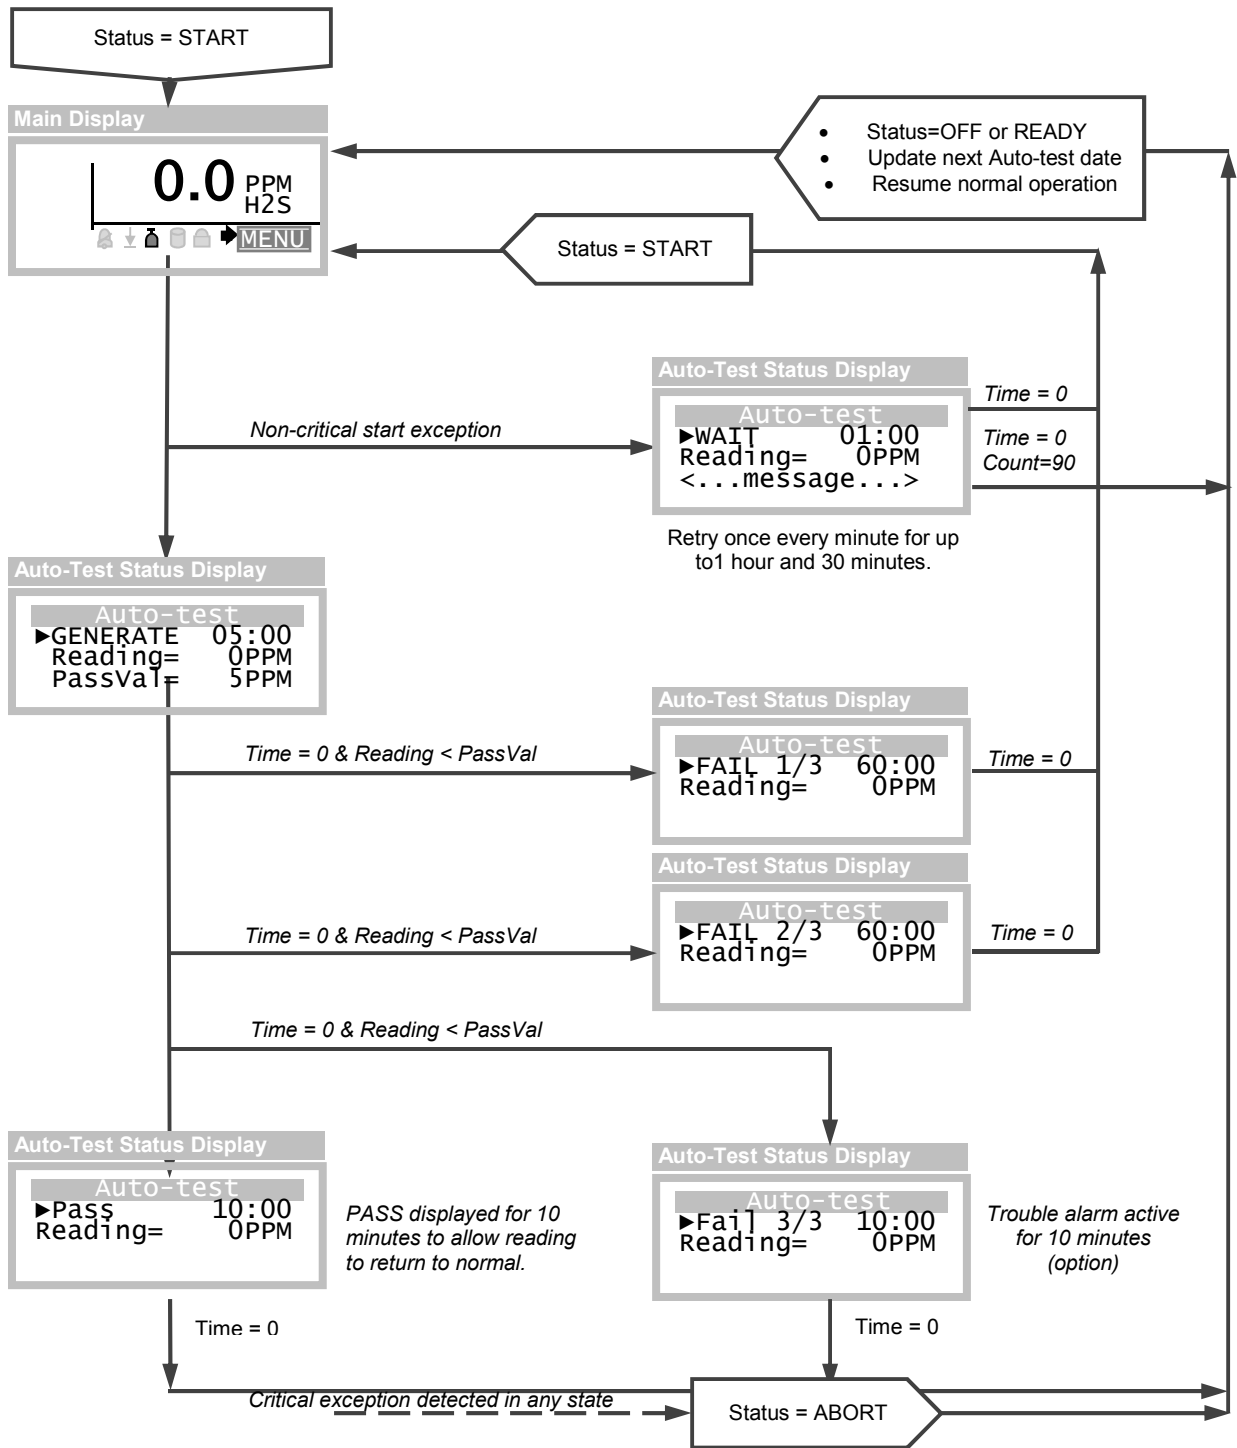 Status = START
Main Display
0.0 PPM
H2S
MENU
• Status=OFF or READY
• Update next Auto-test date
• Resume normal operation
Status = START
Auto-Test Status Display
Auto-test
►WAIT 01:00
Reading= 0PPM
<...message...>
Time = 0
Time = 0
Count=90
Non-critical start exception
Retry once every minute for up
to1 hour and 30 minutes.
Auto-Test Status Display
Auto-test
►GENERATE 05:00
Reading= 0PPM
PassVal= 5PPM
Time = 0 & Reading < PassVal
Auto-Test Status Display
Auto-test
►FAIL 1/3 60:00
Reading= 0PPM
Time = 0
Time = 0 & Reading < PassVal
Auto-Test Status Display
Auto-test
►FAIL 2/3 60:00
Reading= 0PPM
Time = 0
Time = 0 & Reading < PassVal
Auto-Test Status Display
Auto-test
►Pass 10:00
Reading= 0PPM
PASS displayed for 10
minutes to allow reading
to return to normal.
Auto-Test Status Display
Auto-test
►Fail 3/3 10:00
Reading= 0PPM
Trouble alarm active
for 10 minutes
(option)
Time = 0
Time = 0
Critical exception detected in any state
Status = ABORT